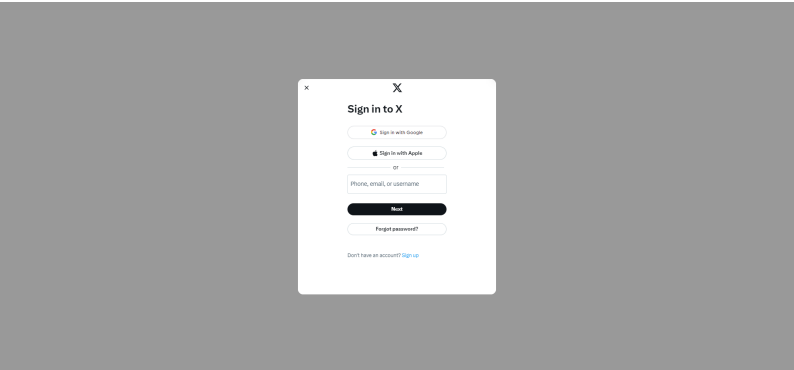 Sign in to X
Sign in with Google
Sign in with Apple
or
Phone, email, or username
Next
Forgot password?
Don't have an account? Sign up